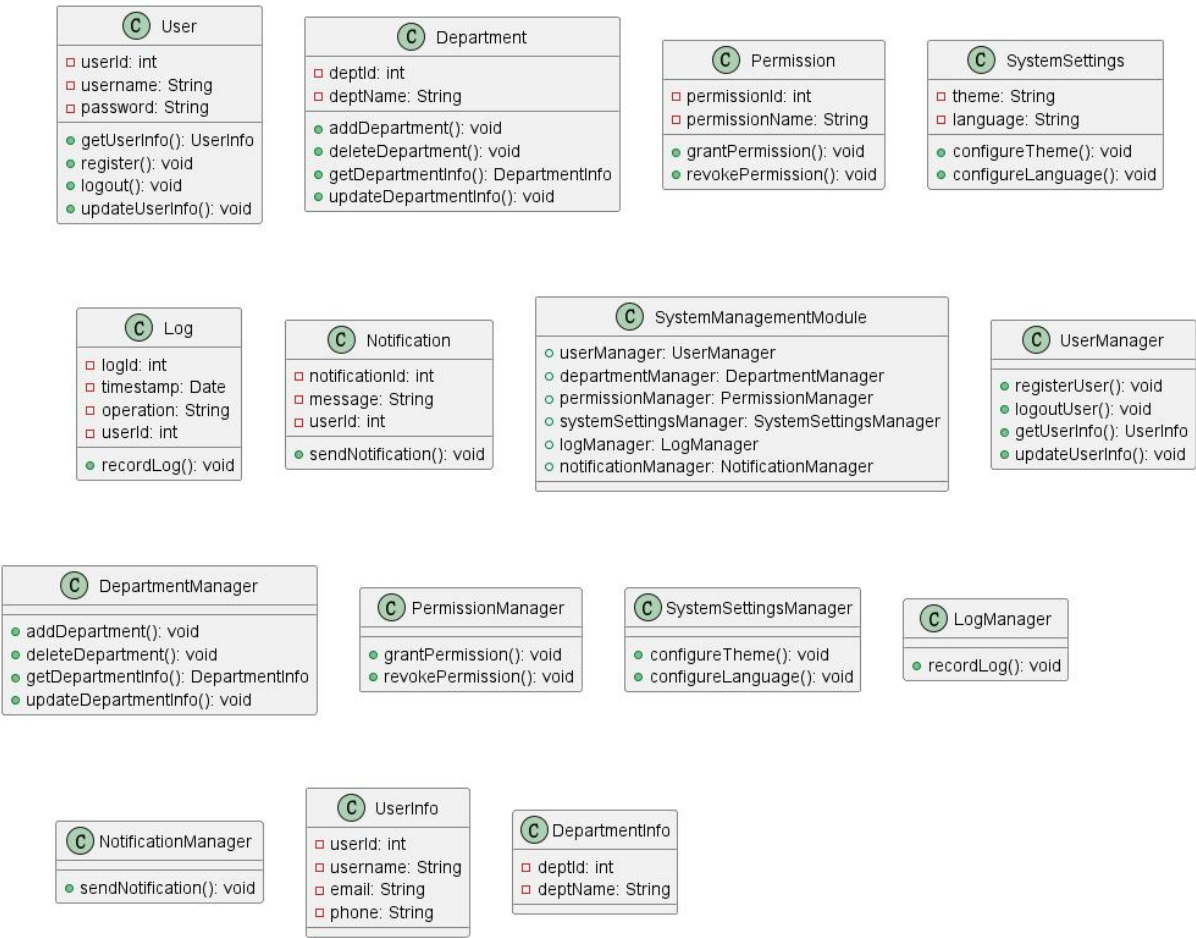 C User
userId: int
username: String
password: String
getUserInfo(): UserInfo
register(): void
logout(): void
updateUserInfo(): void
C Department
deptId: int
deptName: String
addDepartment(): void
deleteDepartment(): void
getDepartmentInfo(): DepartmentInfo
updateDepartmentInfo(): void
C Permission
permissionId: int
permissionName: String
grantPermission(): void
revokePermission(): void
C SystemSettings
theme: String
language: String
configureTheme(): void
configureLanguage(): void
C Log
logId: int
timestamp: Date
operation: String
userId: int
recordLog(): void
C Notification
notificationId: int
message: String
userId: int
sendNotification(): void
C SystemManagementModule
userManager: UserManager
departmentManager: DepartmentManager
permissionManager: PermissionManager
systemSettingsManager: SystemSettingsManager
logManager: LogManager
notificationManager: NotificationManager
C UserManager
registerUser(): void
logoutUser(): void
getUserInfo(): UserInfo
updateUserInfo(): void
C DepartmentManager
addDepartment(): void
deleteDepartment(): void
getDepartmentInfo(): DepartmentInfo
updateDepartmentInfo(): void
C PermissionManager
grantPermission(): void
revokePermission(): void
C SystemSettingsManager
configureTheme(): void
configureLanguage(): void
C LogManager
recordLog(): void
C NotificationManager
sendNotification(): void
C UserInfo
userId: int
username: String
email: String
phone: String
C DepartmentInfo
deptId: int
deptName: String